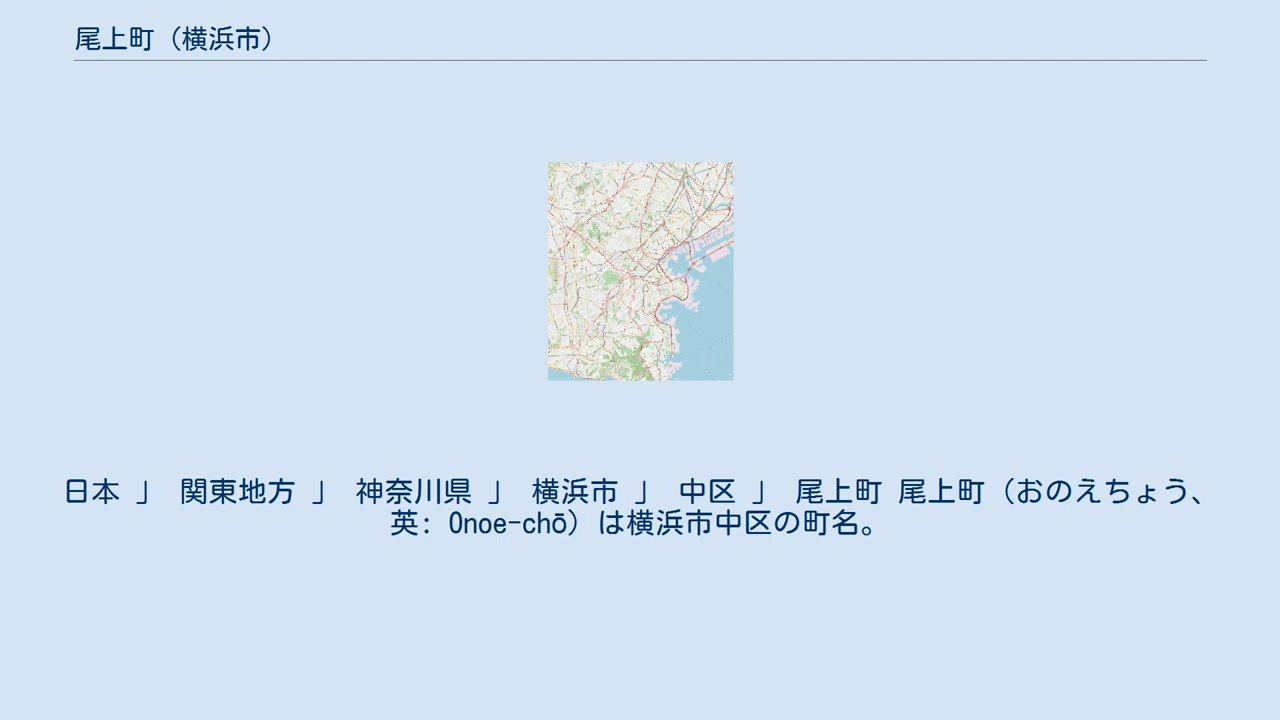 尾上町（横浜市）
日本 」 関東地方 」 神奈川県 」 横浜市 」 中区 」 尾上町 尾上町（おのえちょう、
英: Onoe-chō）は横浜市中区の町名。